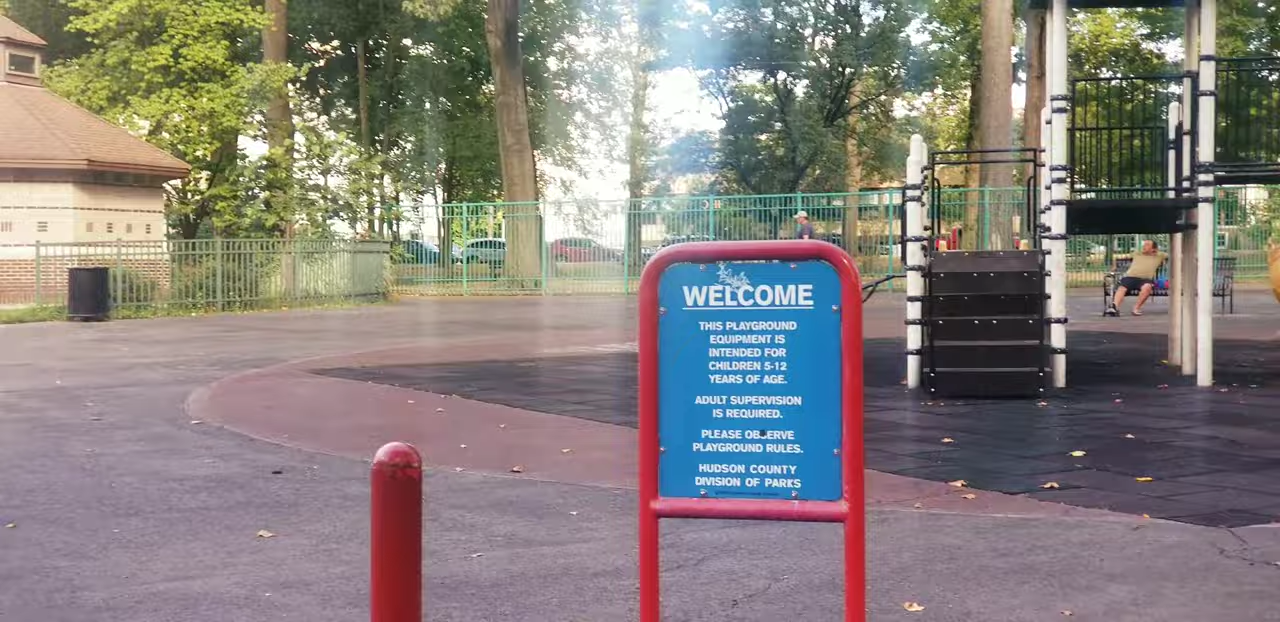 WELCOME
THIS PLAYGROUND
EQUIPMENT IS
INTENDED FOR
CHILDREN 5-12
YEARS OF AGE.
ADULT SUPERVISION
IS REQUIRED.
PLEASE OBSERVE
PLAYGROUND RULES.
HUDSON COUNTY
DIVISION OF PARKS